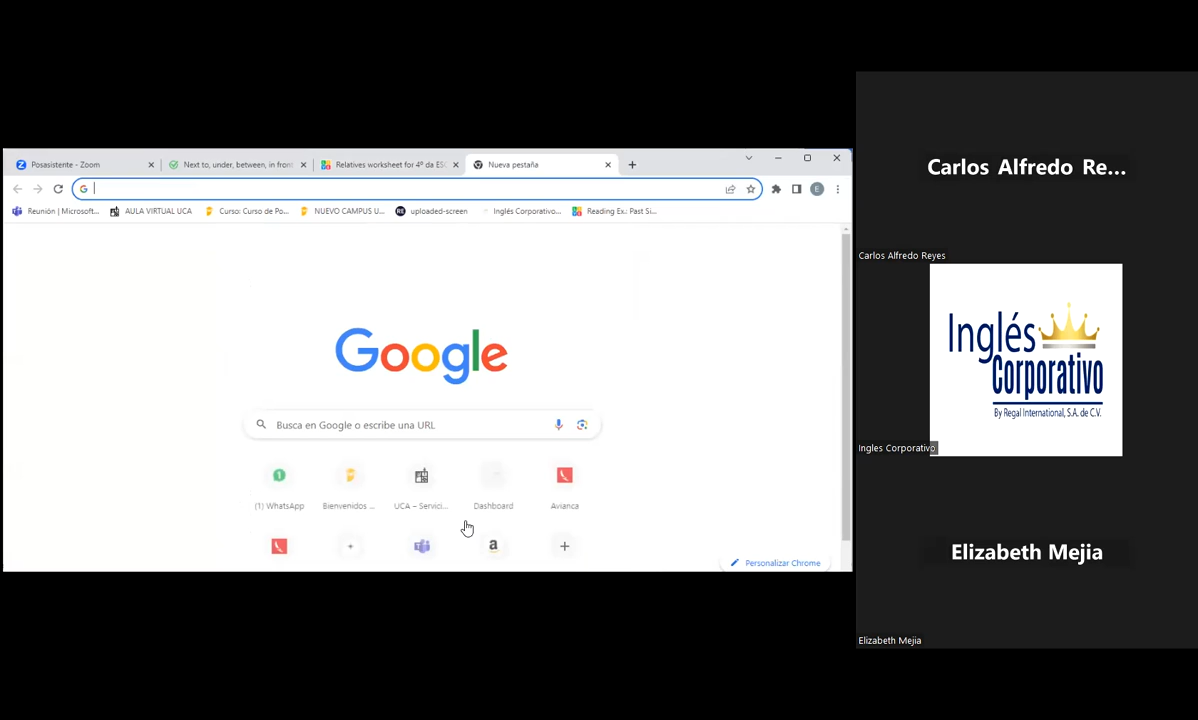 Posasistente - Zoom
Next to, under, between, in front
Relatives worksheet for 4º da ESO
Nueva pestaña
E
Reunión | Microsoft...
AULA VIRTUAL UCA
Curso: Curso de Po...
NUEVO CAMPUS U...
RE
uploaded-screen
Inglés Corporativo...
Reading Ex.: Past Si...
Google
Busca en Google o escribe una URL
1
(1) WhatsApp
Bienvenidos ...
UCA – Servici...
Dashboard
Avianca
a
Personalizar Chrome
Carlos Alfredo Re...
Carlos Alfredo Reyes
Inglés
Corporativo
By Regal International, S.A. de C.V.
Ingles Corporativo
Elizabeth Mejia
Elizabeth Mejia